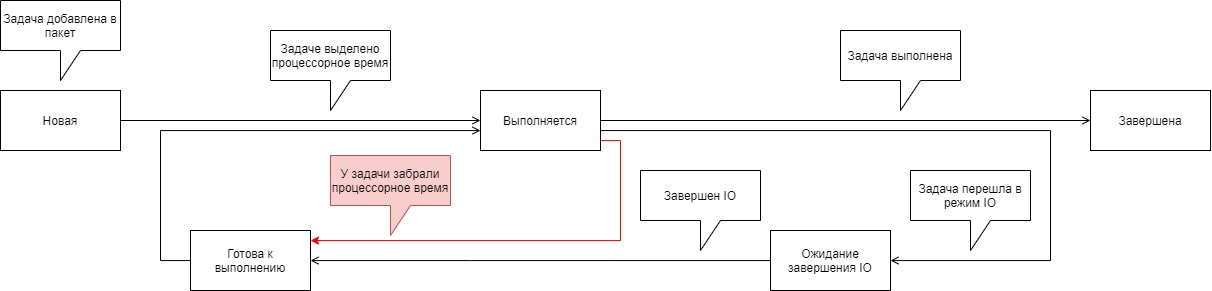 Задача добавлена в
пакет
Задаче выделено
процессорное время
Задача выполнена
Новая
Выполняется
Завершена
У задачи забрали
процессорное время
Завершен IO
Задача перешла в
режим IO
Готова к
выполнению
Ожидание
завершения IO